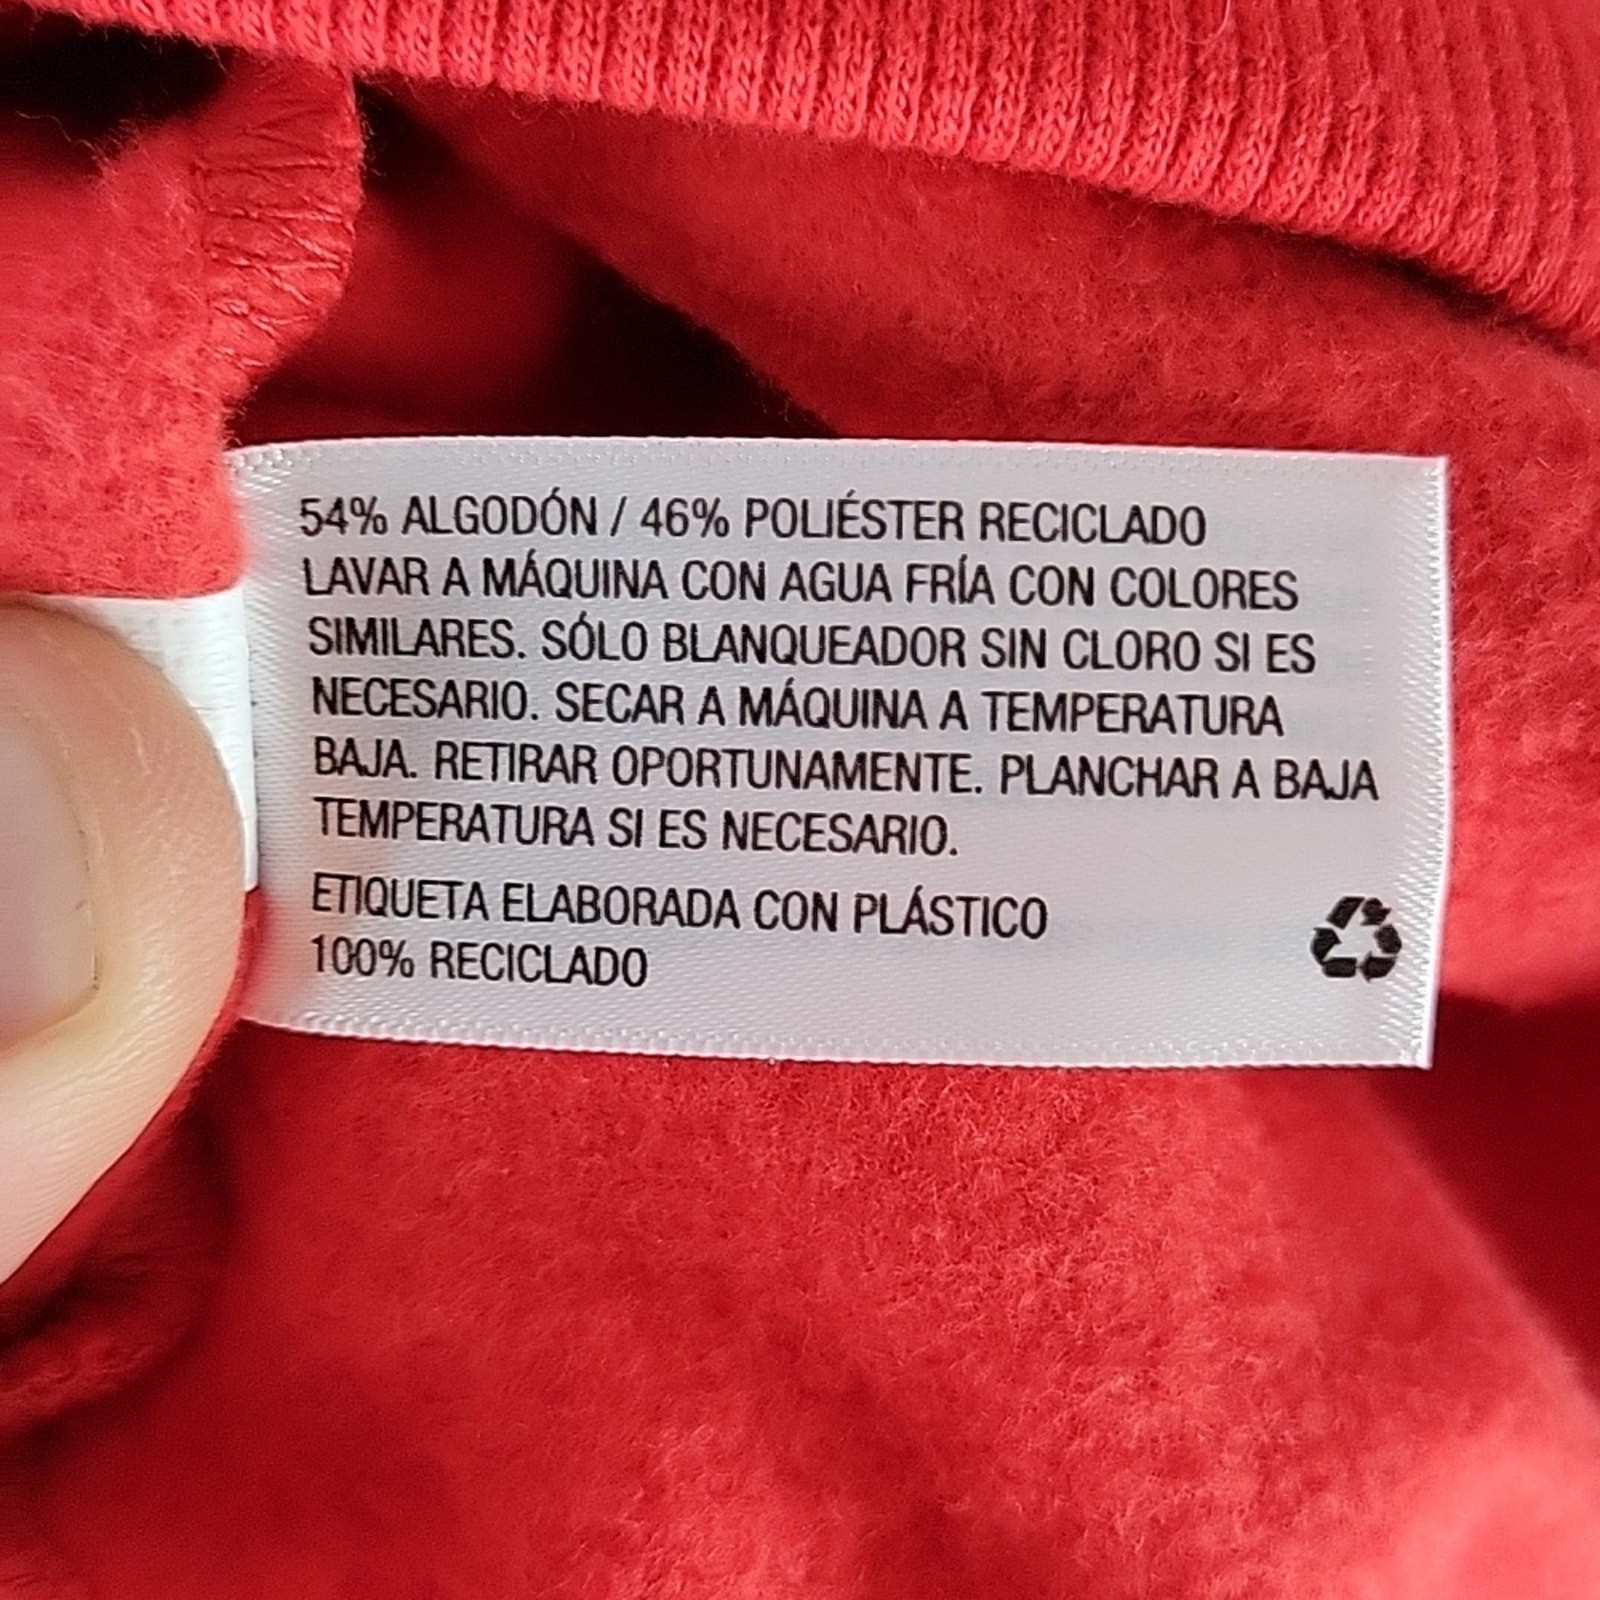 54% ALGODÓN / 46% POLIÉSTER RECICLADO
LAVAR A MÁQUINA CON AGUA FRÍA CON COLORES
SIMILARES. SÓLO BLANQUEADOR SIN CLORO SI ES
NECESARIO. SECAR A MÁQUINA A TEMPERATURA
BAJA. RETIRAR OPORTUNAMENTE. PLANCHAR A BAJA
TEMPERATURA SI ES NECESARIO.
ETIQUETA ELABORADA CON PLÁSTICO
100% RECICLADO